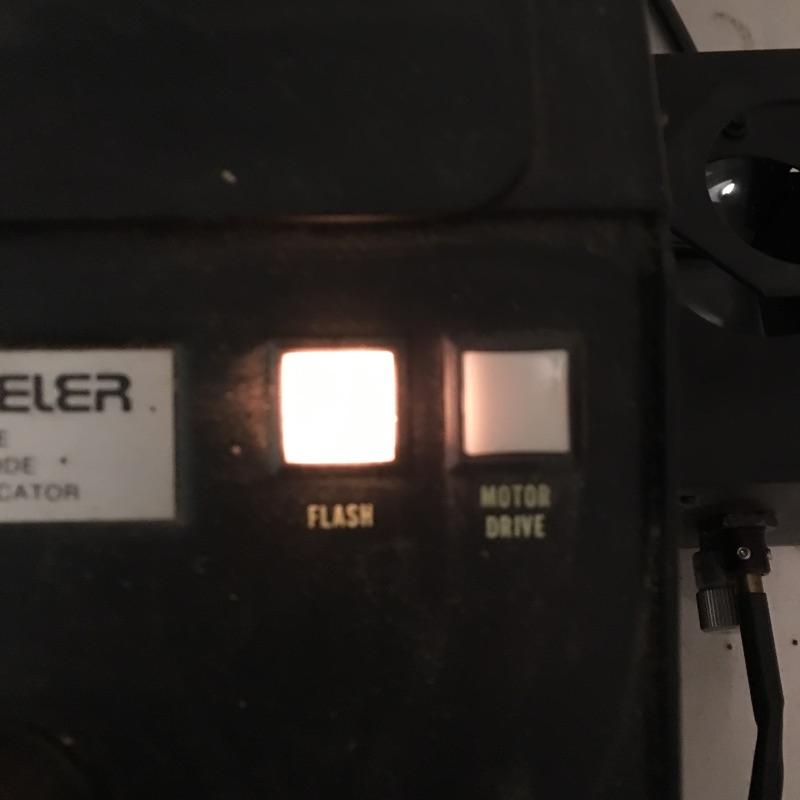 ELER
E
ODE
CATOR
FLASH
MOTOR
DRIVE